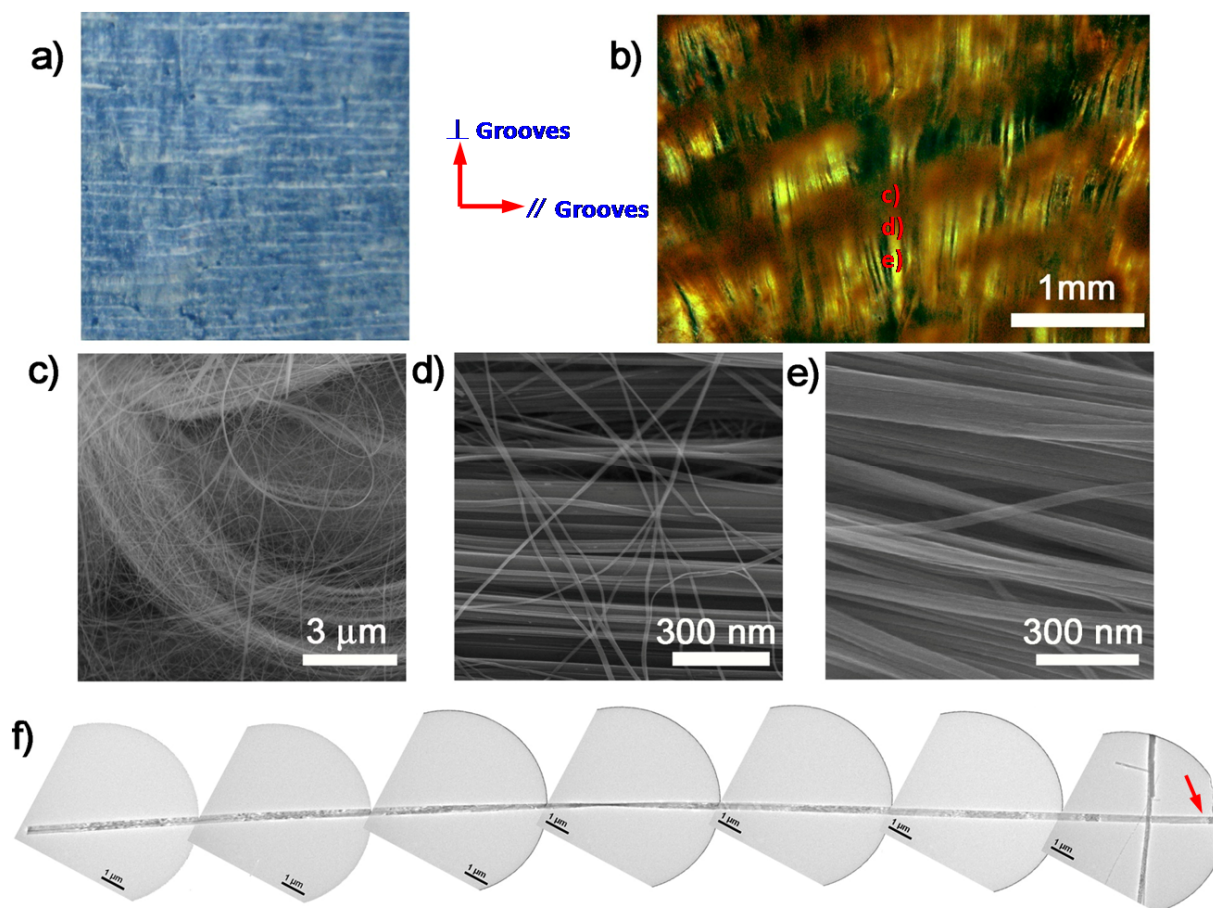 a)
b)
⊥ Grooves
// Grooves
c)
d)
e)
1mm
c)
d)
e)
3 μm
300 nm
300 nm
f)
1 μm
1 μm
1 μm
1 μm
1 μm
1 μm
1 μm